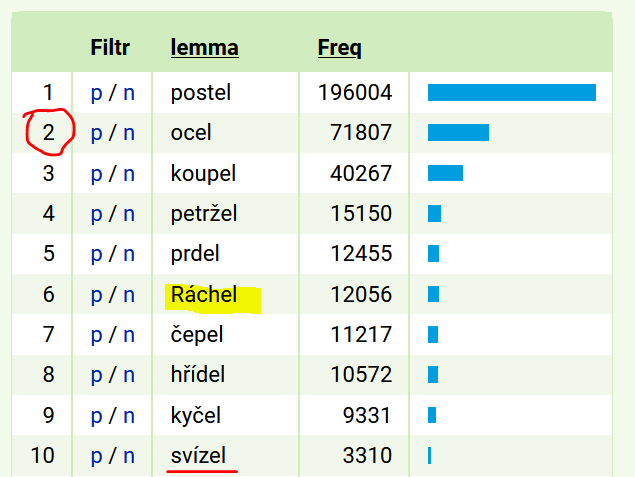 Filtr lemma Freq
1 p / n postel 196004
2 p / n ocel 71807
3 p / n koupel 40267
4 p / n petržel 15150
5 p / n prdel 12455
6 p / n Ráchel 12056
7 p / n čepel 11217
8 p / n hřídel 10572
9 p / n kyčel 9331
10 p / n svízel 3310